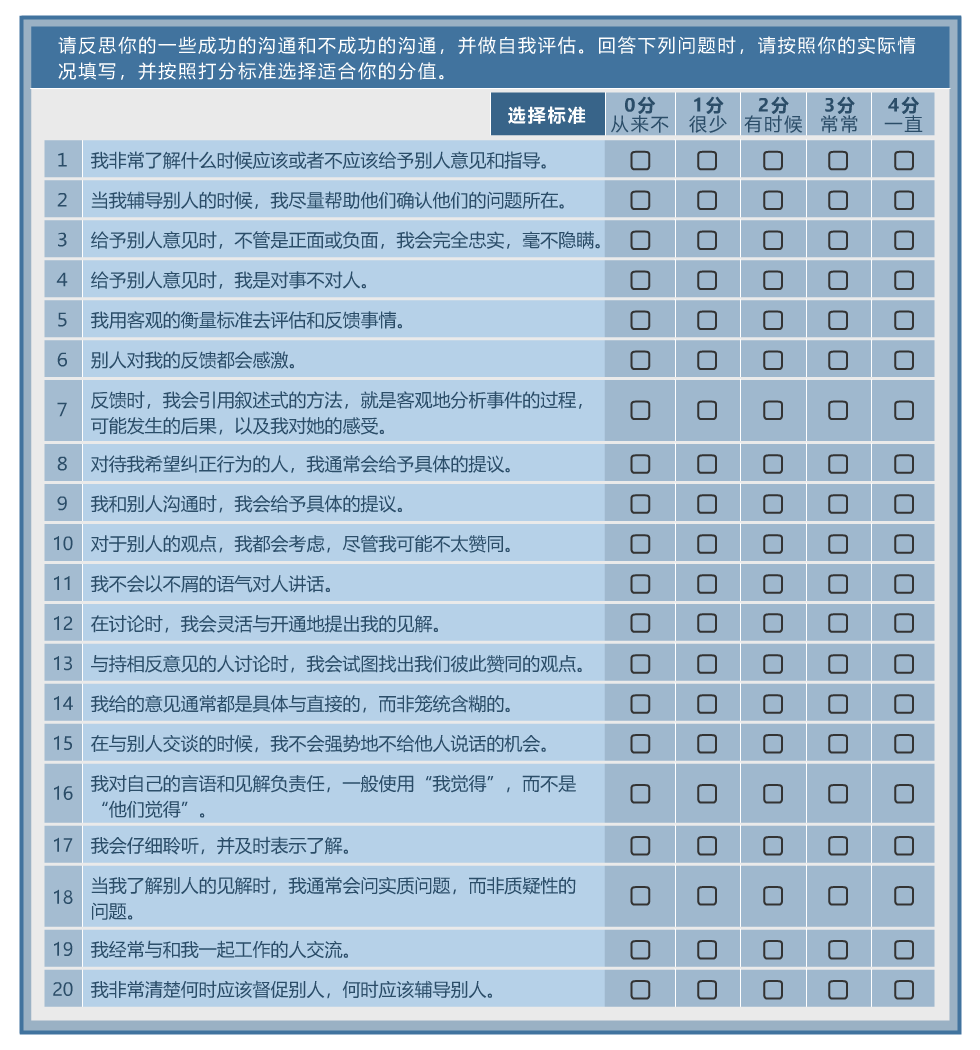 请反思你的一些成功的沟通和不成功的沟通，并做自我评估。回答下列问题时，请按照你的实际情
况填写，并按照打分标准选择适合你的分值。
选择标准 0分 1分 2分 3分 4分
从来不 很少 有时候 常常 一直
1 我非常了解什么时候应该或者不应该给予别人意见和指导。
2 当我辅导别人的时候，我尽量帮助他们确认他们的问题所在。
3 给予别人意见时，不管是正面或负面，我会完全忠实，毫不隐瞒。
4 给予别人意见时，我是对事不对人。
5 我用客观的衡量标准去评估和反馈事情。
6 别人对我的反馈都会感激。
7 反馈时，我会引用叙述式的方法，就是客观地分析事件的过程，
可能发生的后果，以及我对她的感受。
8 对待我希望纠正行为的人，我通常会给予具体的提议。
9 我和别人沟通时，我会给予具体的提议。
10 对于别人的观点，我都会考虑，尽管我可能不太赞同。
11 我不会以不屑的语气对人讲话。
12 在讨论时，我会灵活与开通地提出我的见解。
13 与持相反意见的人讨论时，我会试图找出我们彼此赞同的观点。
14 我给的意见通常都是具体与直接的，而非笼统含糊的。
15 在与别人交谈的时候，我不会强势地不给他人说话的机会。
16 我对自己的言语和见解负责任，一般使用“我觉得”，而不是
“他们觉得”。
17 我会仔细聆听，并及时表示了解。
18 当我了解别人的见解时，我通常会问实质问题，而非质疑性的
问题。
19 我经常与和我一起工作的人交流。
20 我非常清楚何时应该督促别人，何时应该辅导别人。